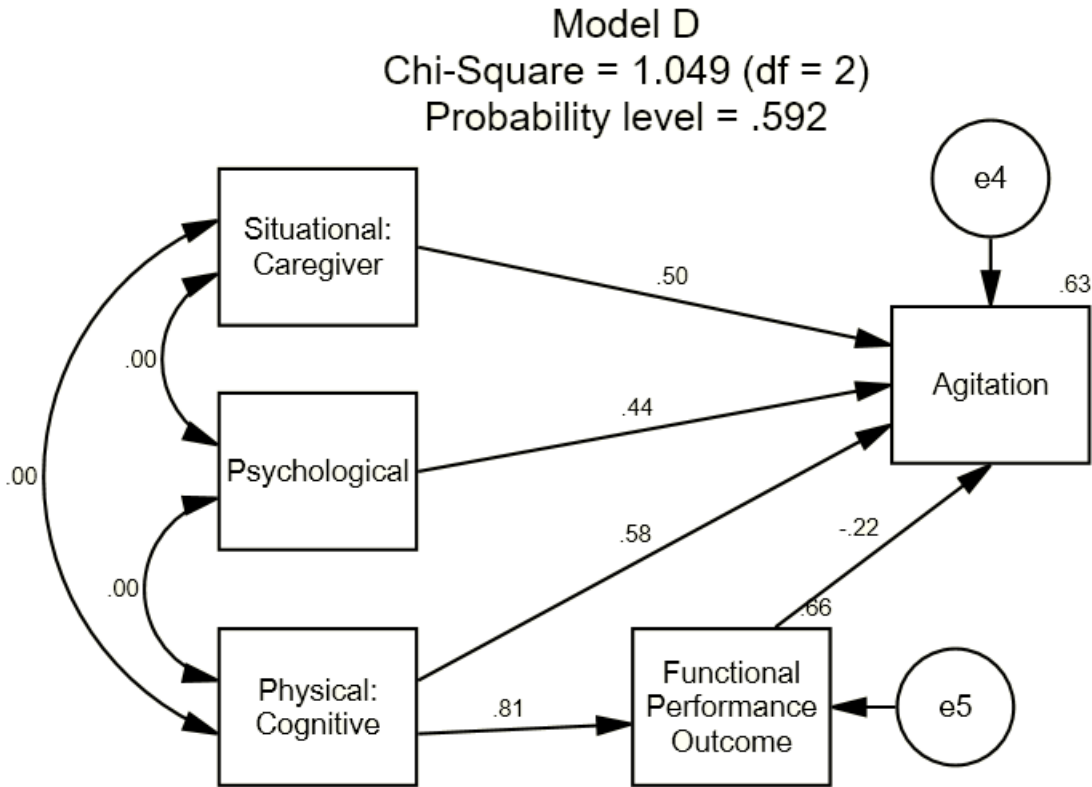 Model D
Chi-Square = 1.049 (df = 2)
Probability level = .592
e4
Situational:
Caregiver
.50
.63
.00
Agitation
.44
Psychological
.00
.58
-.22
.00
.66
Physical:
Cognitive
.81
Functional
Performance
Outcome
e5